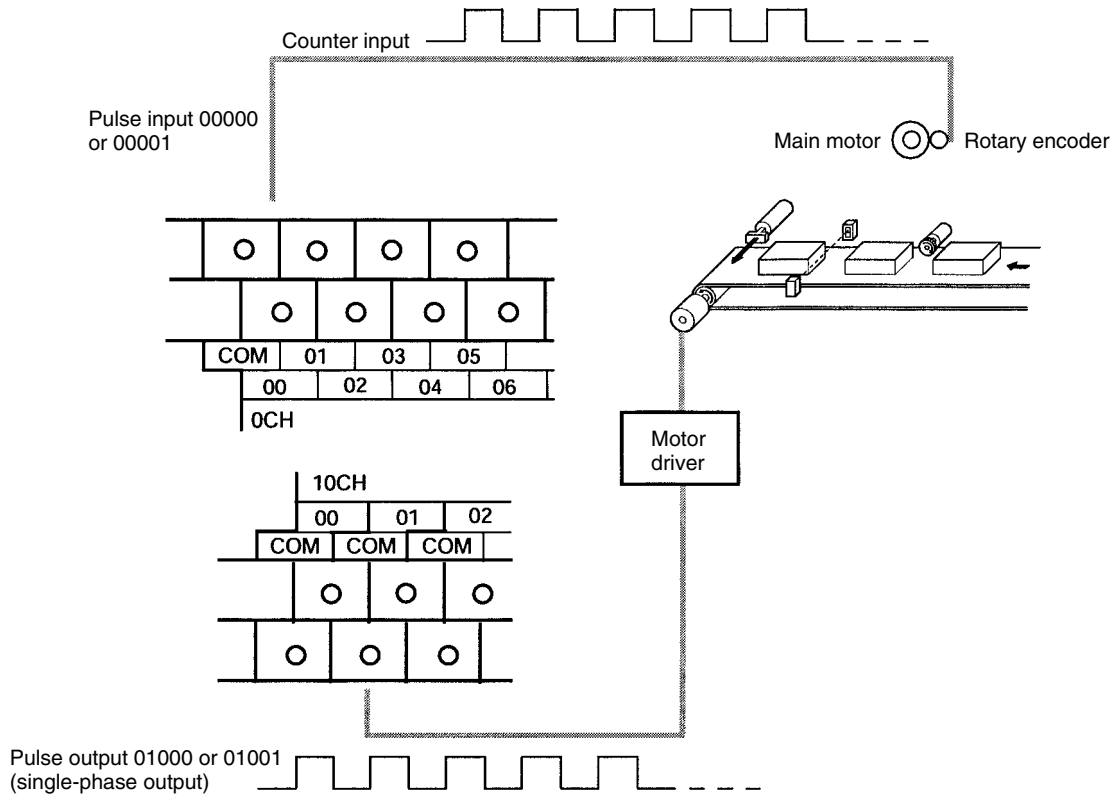 Counter input
Pulse input 00000
or 00001
Main motor
Rotary encoder
COM 01 03 05
00 02 04 06
0CH
Motor
driver
10CH
00 01 02
COM COM COM
Pulse output 01000 or 01001
(single-phase output)